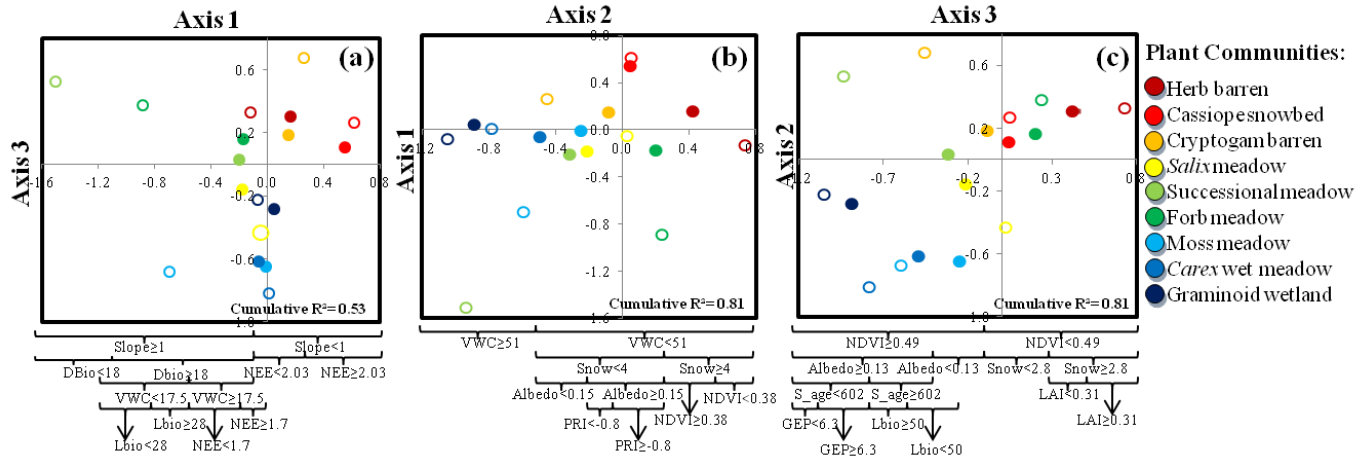 Axis 1
Axis 2
Axis 3
(a)
(b)
(c)
Axis 3
Axis 1
Axis 2
0.6
0.2
-1.6
-0.8
-0.4
0.0
0.4
0.8
-0.2
-0.6
-1.8
Cumulative R²= 0.53
0.8
0.4
0.0
-1.2
-0.8
-0.4
0.0
0.4
-0.4
-0.8
-1.2
-1.6
Cumulative R²= 0.81
0.6
0.2
-1.2
-0.7
-0.2
0.3
0.8
-0.2
-0.6
Cumulative R²= 0.81
Plant Communities:
Herb barren
Cassiope snowbed
Cryptogam barren
Salix meadow
Successional meadow
Forb meadow
Moss meadow
Carex wet meadow
Graminoid wetland
Slope≥1
Slope<1
DBio<18
Dbio≥18
NEE<2.03
NEE≥2.03
VWC<17.5
VWC≥17.5
Lbio≥28
NEE≥1.7
Lbio<28
NEE<1.7
VWC≥51
VWC<51
Snow<4
Snow≥4
Albedo<0.15
Albedo≥0.15
NDVI<0.38
PRI<-0.8
NDVI≥0.38
PRI≥-0.8
NDVI≥0.49
NDVI<0.49
Albedo≥0.13
Albedo<0.13
Snow<2.8
Snow≥2.8
S_age<602
S_age≥602
LAI<0.31
GEP<6.3
Lbio≥50
LAI≥0.31
GEP≥6.3
Lbio<50